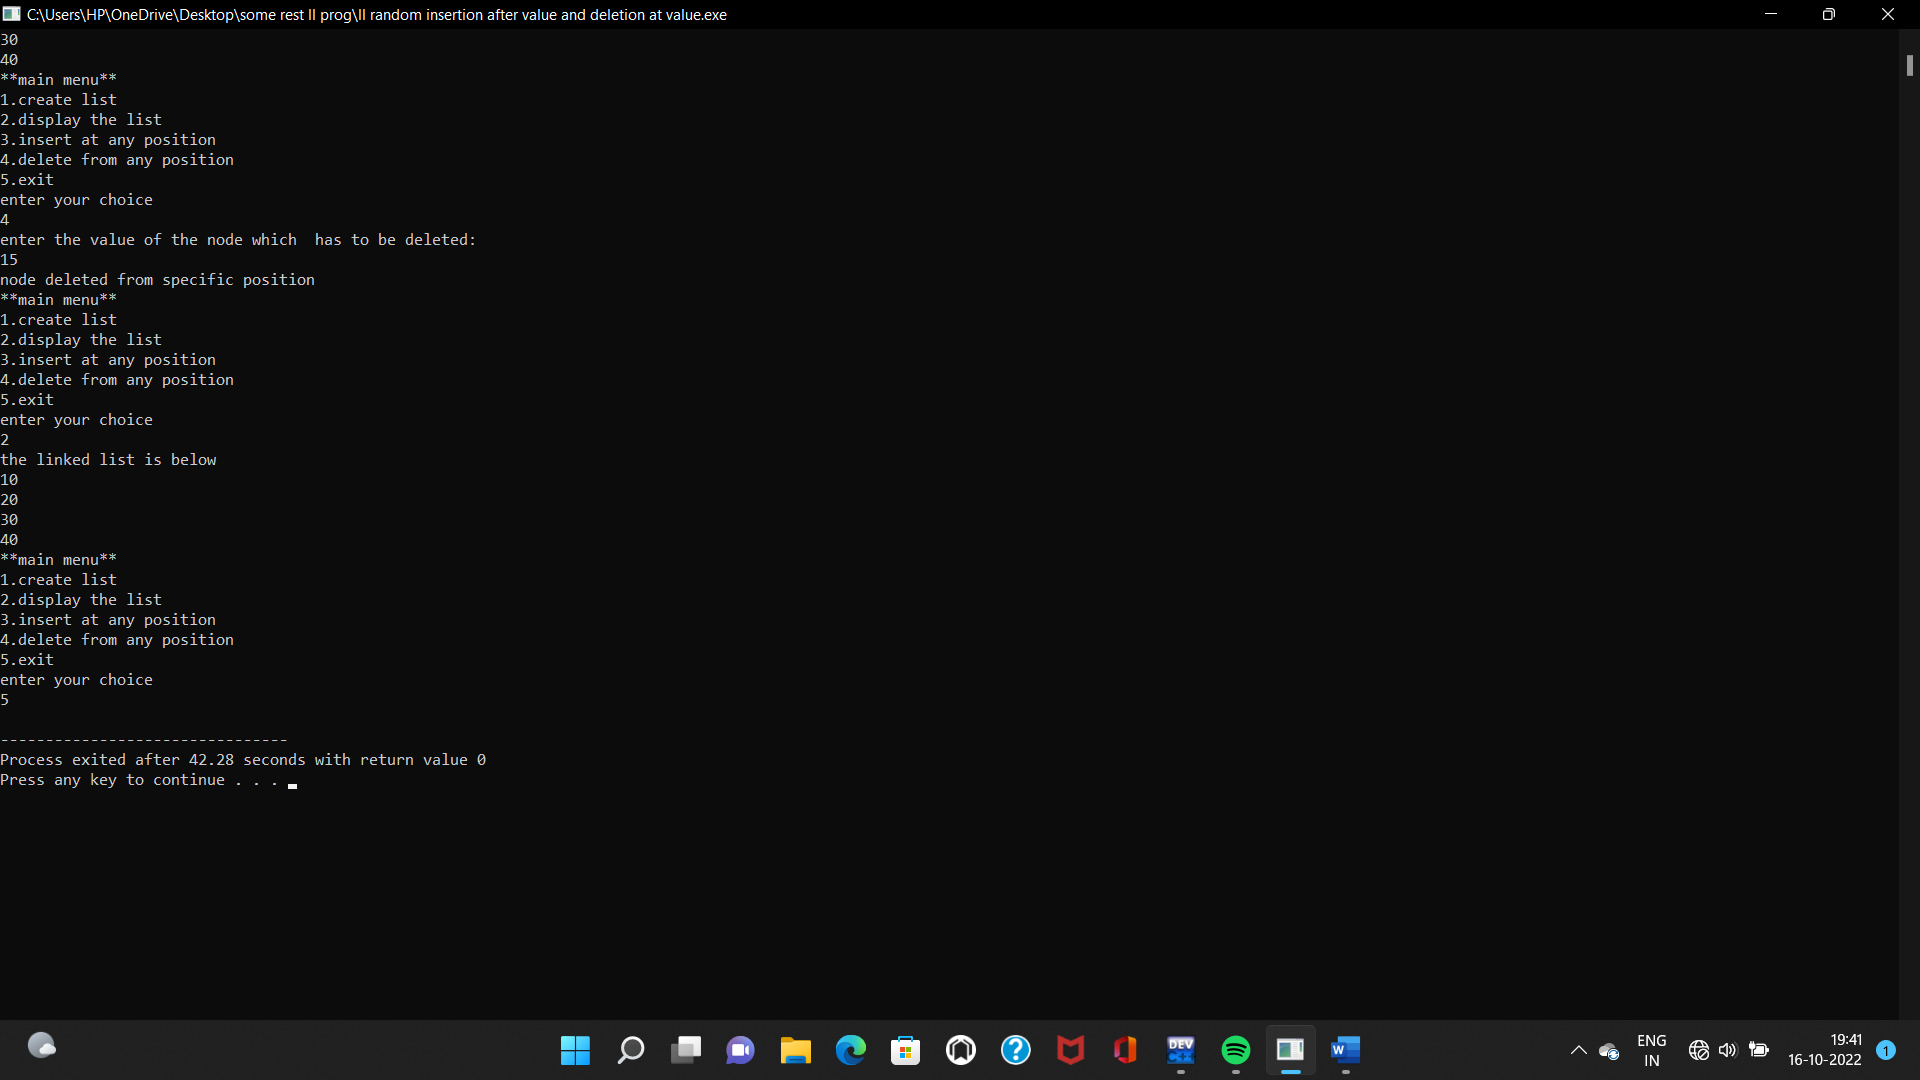 C:\Users\HP\OneDrive\Desktop\some rest ll prog\ll random insertion after value and deletion at value.exe
30
40
**main menu**
1.create list
2.display the list
3.insert at any position
4.delete from any position
5.exit
enter your choice
4
enter the value of the node which  has to be deleted:
15
node deleted from specific position
**main menu**
1.create list
2.display the list
3.insert at any position
4.delete from any position
5.exit
enter your choice
2
the linked list is below
10
20
30
40
**main menu**
1.create list
2.display the list
3.insert at any position
4.delete from any position
5.exit
enter your choice
5
--------------------------------
Process exited after 42.28 seconds with return value 0
Press any key to continue . . .
DEV
C++
W
ENG
IN
19:41
16-10-2022
1